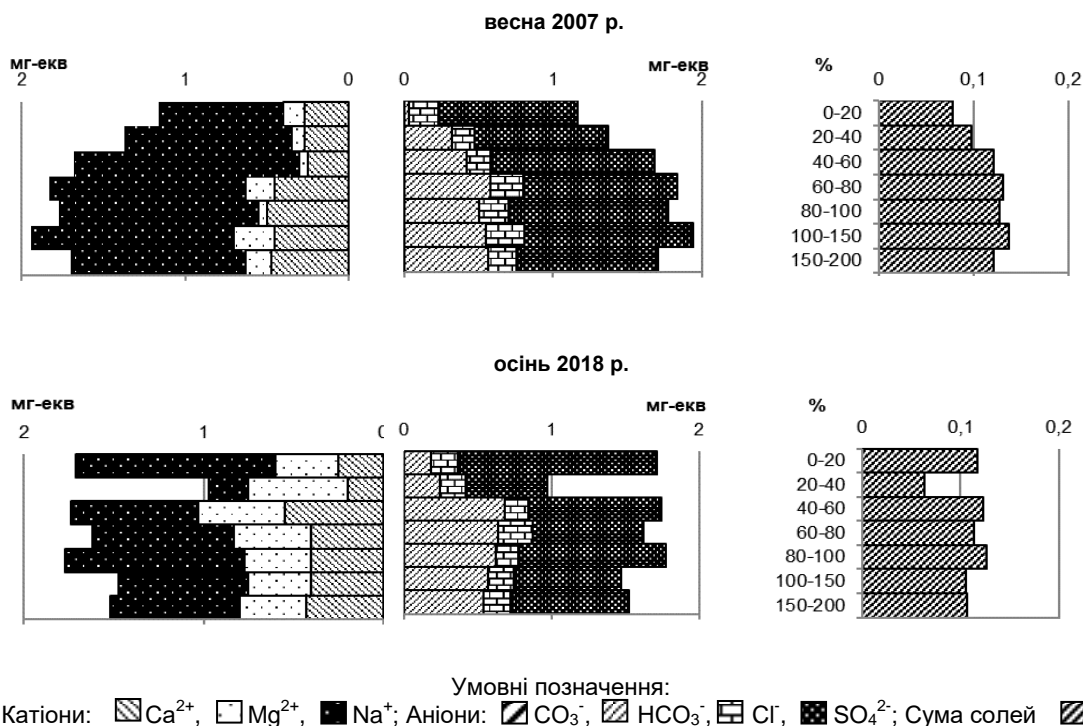 весна 2007 р.
мг-екв
2 1 0
мг-екв
0 1 2
%
0 0,1 0,2
0-20
20-40
40-60
60-80
80-100
100-150
150-200
осінь 2018 р.
мг-екв
2 1 0
мг-екв
0 1 2
%
0 0,1 0,2
0-20
20-40
40-60
60-80
80-100
100-150
150-200
Умовні позначення:
Катіони: Ca²⁺, Mg²⁺, Na⁺; Аніони: CO₃⁻, HCO₃⁻, Cl⁻, SO₄²⁻; Сума солей